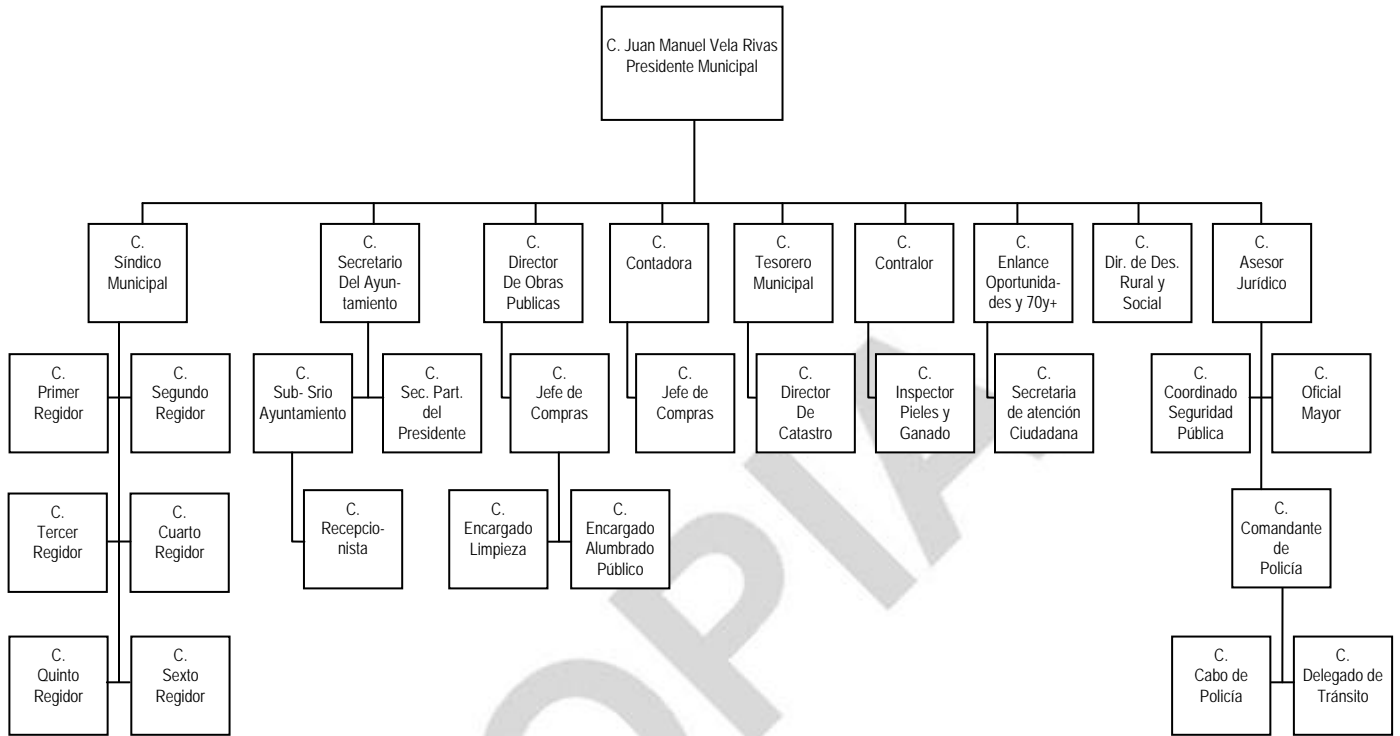 C. Juan Manuel Vela Rivas
Presidente Municipal
C.
Síndico
Municipal
C.
Secretario
Del Ayun-
tamiento
C.
Director
De Obras
Publicas
C.
Contadora
C.
Tesorero
Municipal
C.
Contralor
C.
Enlance
Oportunida-
des y 70y+
C.
Dir. de Des.
Rural y
Social
C.
Asesor
Jurídico
C.
Primer
Regidor
C.
Segundo
Regidor
C.
Sub- Srio
Ayuntamiento
C.
Sec. Part.
del
Presidente
C.
Jefe de
Compras
C.
Jefe de
Compras
C.
Director
De
Catastro
C.
Inspector
Pieles y
Ganado
C.
Secretaria
de atención
Ciudadana
C.
Coordinado
Seguridad
Pública
C.
Oficial
Mayor
C.
Tercer
Regidor
C.
Cuarto
Regidor
C.
Recepcio-
nista
C.
Encargado
Limpieza
C.
Encargado
Alumbrado
Público
C.
Comandante
de
Policía
C.
Quinto
Regidor
C.
Sexto
Regidor
C.
Cabo de
Policía
C.
Delegado de
Tránsito
OPIA